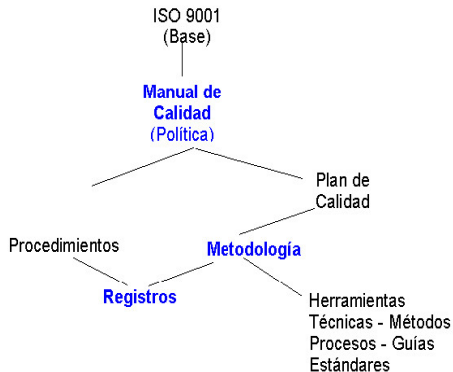 ISO 9001
(Base)
Manual de
Calidad
(Política)
Plan de
Calidad
Procedimientos
Metodología
Registros
Herramientas
Técnicas - Métodos
Procesos - Guías
Estándares